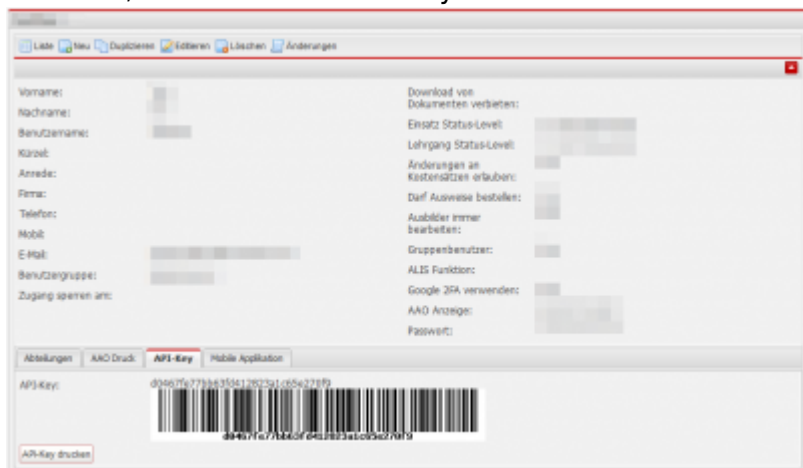 Liste Neu Duplizieren Editieren Löschen Änderungen
Vorname:
Nachname:
Benutzername:
Kürzel:
Anrede:
Firma:
Telefon:
Mobil:
E-Mail:
Benutzergruppe:
Zugang sperren am:
Download von
Dokumenten verbieten:
Einsatz Status-Level:
Lehrgang Status-Level:
Änderungen an
Kostensätzen erlauben:
Darf Ausweise bestellen:
Ausbilder immer
bearbeiten:
Gruppenbenutzer:
ALIS Funktion:
Google 2FA verwenden:
AAO Anzeige:
Passwort:
Abteilungen AAO Druck API-Key Mobile Applikation
API-Key:
API-Key drucken